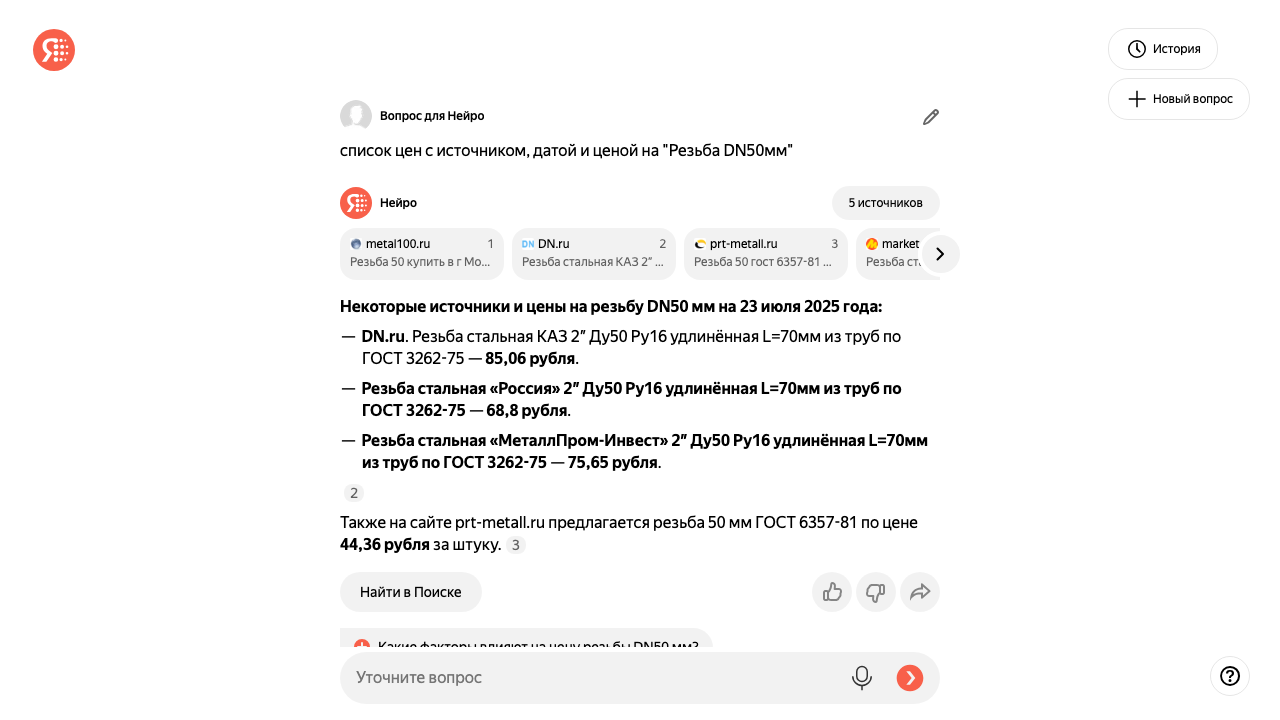 История
Новый вопрос
Вопрос для Нейро
список цен с источником, датой и ценой на "Резьба DN50мм"
Нейро
5 источников
metal100.ru 1
Резьба 50 купить в г Мо...
DN DN.ru 2
Резьба стальная КАЗ 2″ ...
prt-metall.ru 3
Резьба 50 гост 6357-81 ...
market
Резьба ст
Некоторые источники и цены на резьбу DN50 мм на 23 июля 2025 года:
— DN.ru. Резьба стальная КАЗ 2″ Ду50 Ру16 удлинённая L=70мм из труб по
ГОСТ 3262-75 — 85,06 рубля.
— Резьба стальная «Россия» 2″ Ду50 Ру16 удлинённая L=70мм из труб по
ГОСТ 3262-75 — 68,8 рубля.
— Резьба стальная «МеталлПром-Инвест» 2″ Ду50 Ру16 удлинённая L=70мм
из труб по ГОСТ 3262-75 — 75,65 рубля.
2
Также на сайте prt-metall.ru предлагается резьба 50 мм ГОСТ 6357-81 по цене
44,36 рубля за штуку. 3
Найти в Поиске
Какие факторы влияют на цену резьбы DN50 мм?
Уточните вопрос